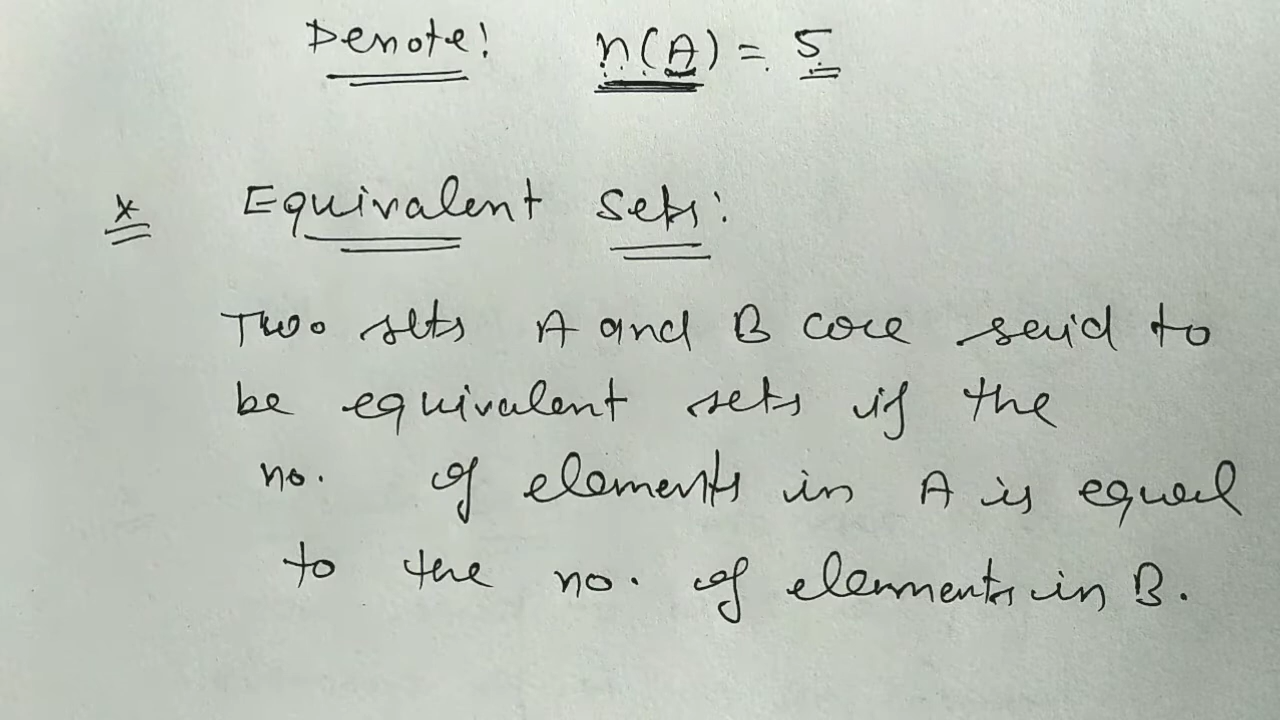 Denote! n(A) = 5
* Equivalent Sets:
Two sets A and B are said to
be equivalent sets if the
no. of elements in A is equal
to the no. of elements in B.